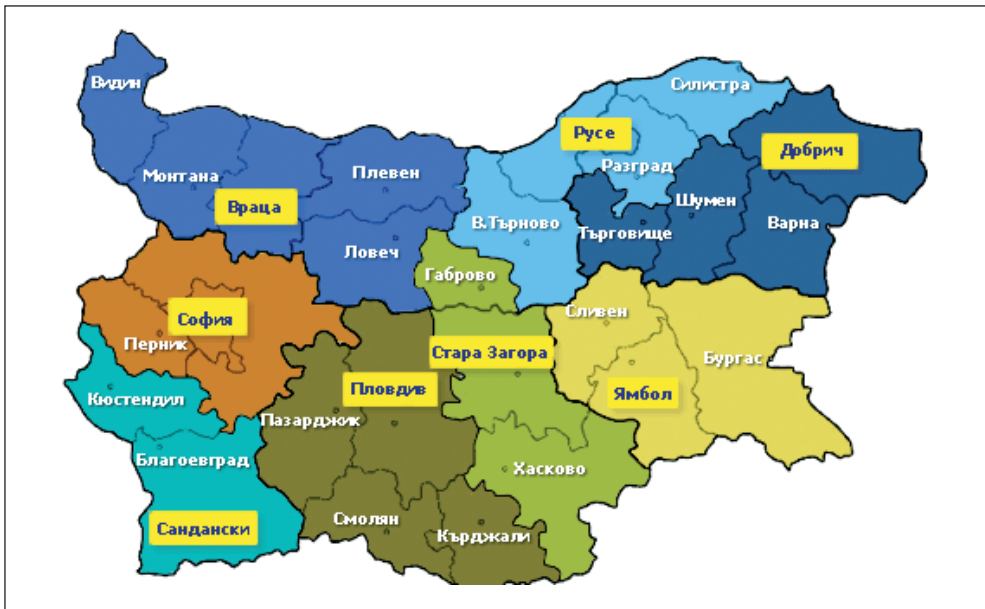 Видин
Силистра
Русе
Добрич
Разград
Монтана
Плевен
Враца
Шумен
В.Търново
Търговище
Варна
Ловеч
Габрово
София
Сливен
Перник
Стара Загора
Бургас
Кюстендил
Пловдив
Ямбол
Пазарджик
Благоевград
Хасково
Сандански
Смолян
Кърджали